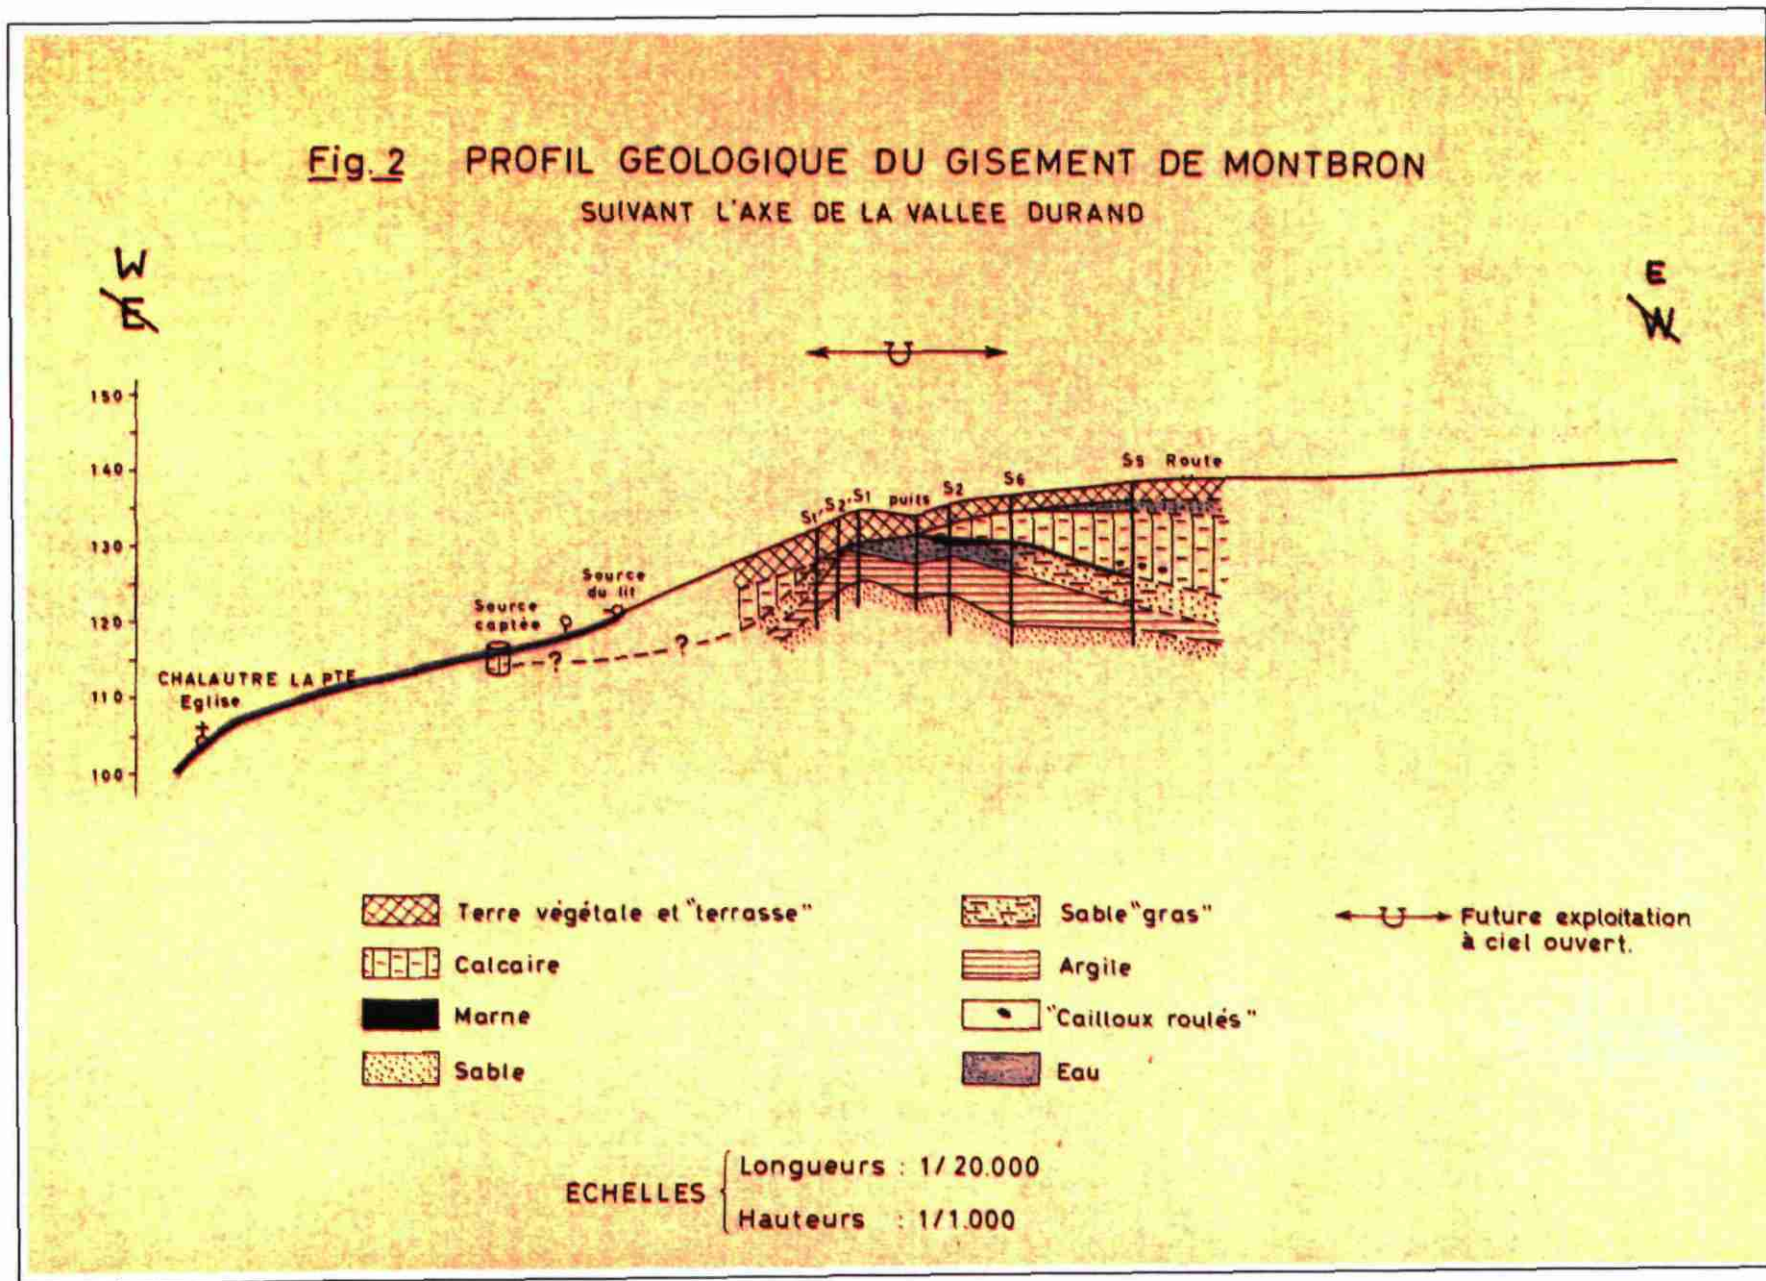 Fig. 2 PROFIL GEOLOGIQUE DU GISEMENT DE MONTBRON
SUIVANT L'AXE DE LA VALLEE DURAND
W E
E W
U
150
140
130
120
110
100
S1' S2' S1 puits S2 S6 S5 Route
Source
du lit
Source
captée
? ?
CHALAUTRE LA PTE
Eglise
Terre végétale et "terrasse"
Calcaire
Marne
Sable
Sable "gras"
Argile
"Cailloux roulés"
Eau
U Future exploitation
à ciel ouvert.
ECHELLES
Longueurs : 1/20.000
Hauteurs : 1/1.000